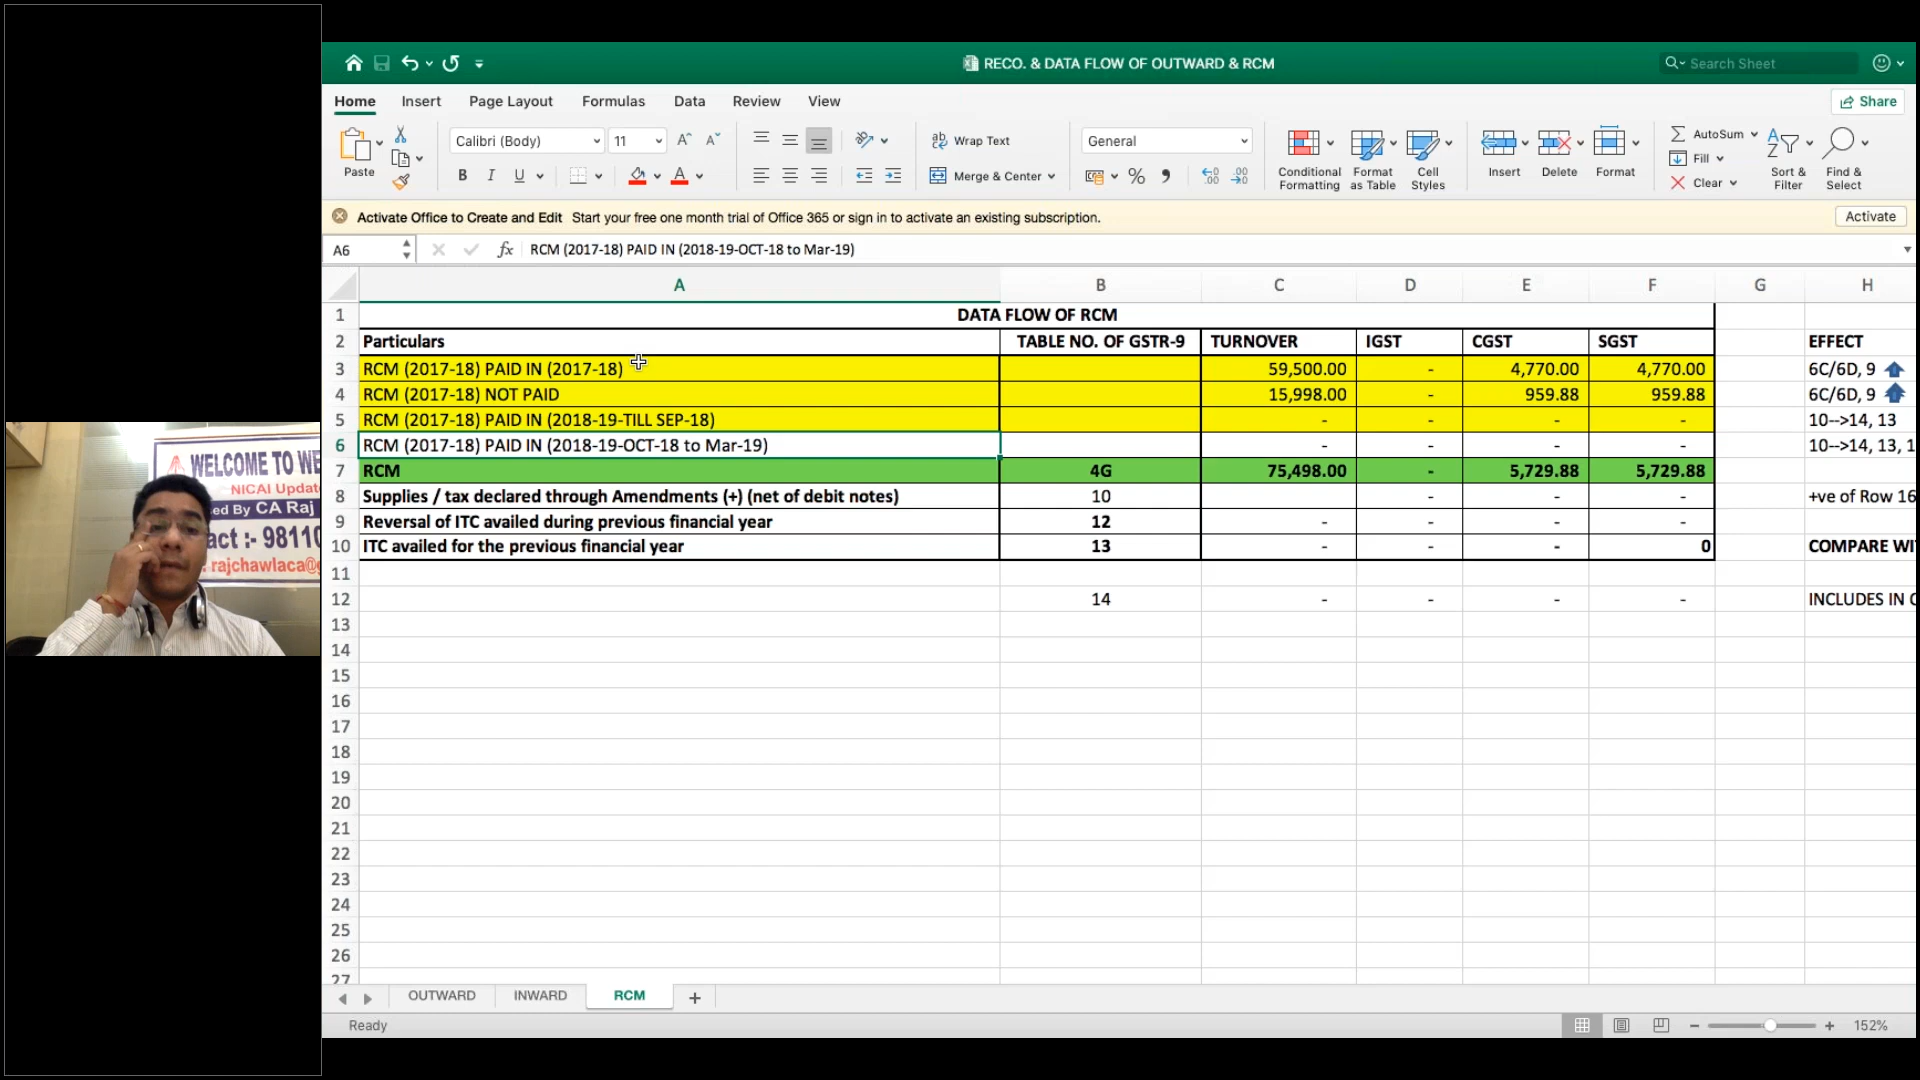 RECO. & DATA FLOW OF OUTWARD & RCM
Search Sheet
Home Insert Page Layout Formulas Data Review View
Share
Paste
Calibri (Body) 11
Wrap Text
Merge & Center
General
Conditional Formatting
Format as Table
Cell Styles
Insert
Delete
Format
AutoSum
Fill
Clear
Sort & Filter
Find & Select
Activate Office to Create and Edit Start your free one month trial of Office 365 or sign in to activate an existing subscription.
Activate
A6 fx RCM (2017-18) PAID IN (2018-19-OCT-18 to Mar-19)
A B C D E F G H
1 DATA FLOW OF RCM
2 Particulars TABLE NO. OF GSTR-9 TURNOVER IGST CGST SGST EFFECT
3 RCM (2017-18) PAID IN (2017-18) 59,500.00 - 4,770.00 4,770.00 6C/6D, 9
4 RCM (2017-18) NOT PAID 15,998.00 - 959.88 959.88 6C/6D, 9
5 RCM (2017-18) PAID IN (2018-19-TILL SEP-18) - - - - 10-->14, 13
6 RCM (2017-18) PAID IN (2018-19-OCT-18 to Mar-19) - - - - 10-->14, 13, 1
7 RCM 4G 75,498.00 - 5,729.88 5,729.88
8 Supplies / tax declared through Amendments (+) (net of debit notes) 10 - - - +ve of Row 16
9 Reversal of ITC availed during previous financial year 12 - - - -
10 ITC availed for the previous financial year 13 - - - 0 COMPARE WI
11
12 14 - - - - INCLUDES IN
13
14
15
16
17
18
19
20
21
22
23
24
25
26
27
OUTWARD INWARD RCM +
Ready
152%
WELCOME TO WE
NICAI Update
ed By CA Raj
act :- 98110
rajchawlaca@